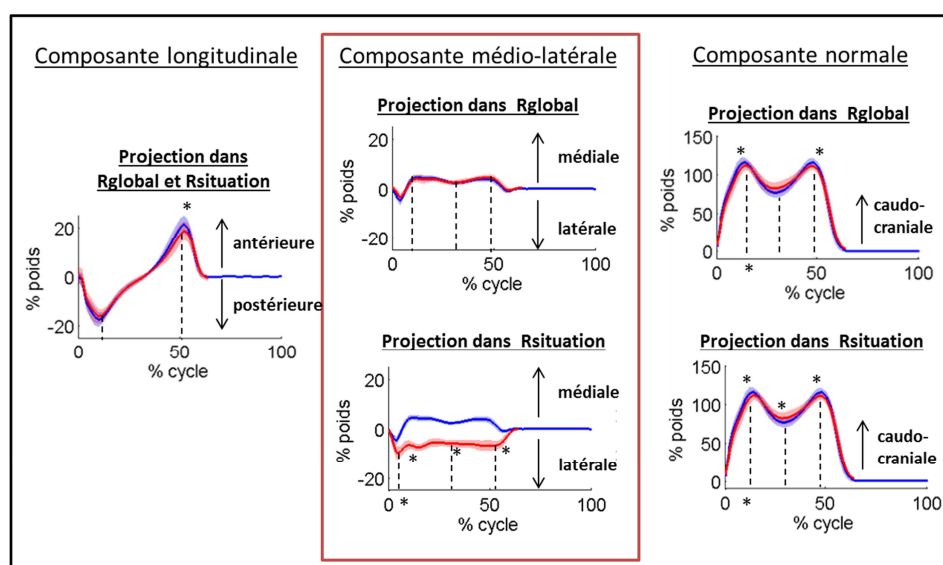 Composante longitudinale
Projection dans
Rglobal et Rsituation
*
20
0
-20
% poids
antérieure
postérieure
0
50
100
% cycle
Composante médio-latérale
Projection dans Rglobal
20
0
-20
% poids
médiale
latérale
0
50
100
Projection dans Rsituation
20
0
-20
% poids
médiale
latérale
* * *
0 * 50 100
% cycle
Composante normale
Projection dans Rglobal
150
100
50
0
% poids
* *
caudo-
craniale
0 * 50 100
% cycle
Projection dans Rsituation
150
100
50
0
% poids
* * *
caudo-
craniale
0 * 50 100
% cycle